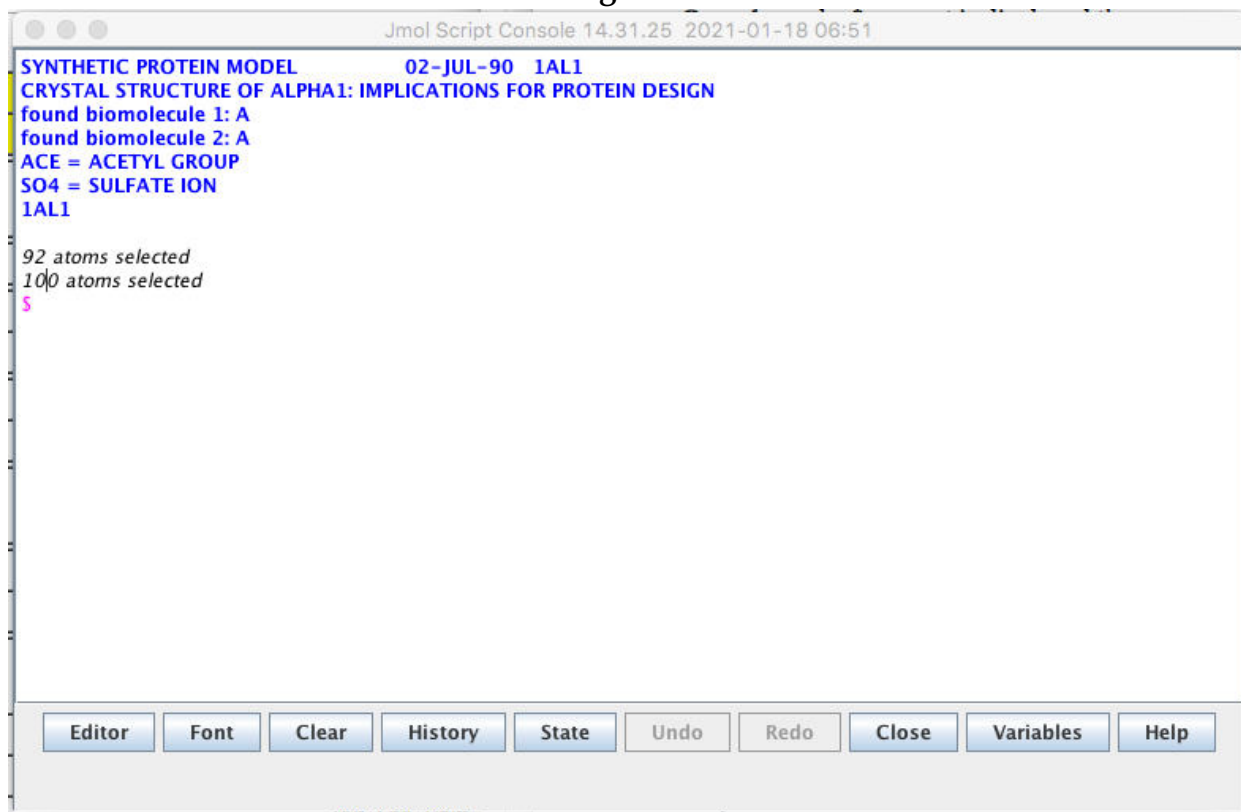 Jmol Script Console 14.31.25 2021-01-18 06:51
SYNTHETIC PROTEIN MODEL 02-JUL-90 1AL1
CRYSTAL STRUCTURE OF ALPHA1: IMPLICATIONS FOR PROTEIN DESIGN
found biomolecule 1: A
found biomolecule 2: A
ACE = ACETYL GROUP
SO4 = SULFATE ION
1AL1
92 atoms selected
100 atoms selected
$
Editor Font Clear History State Undo Redo Close Variables Help